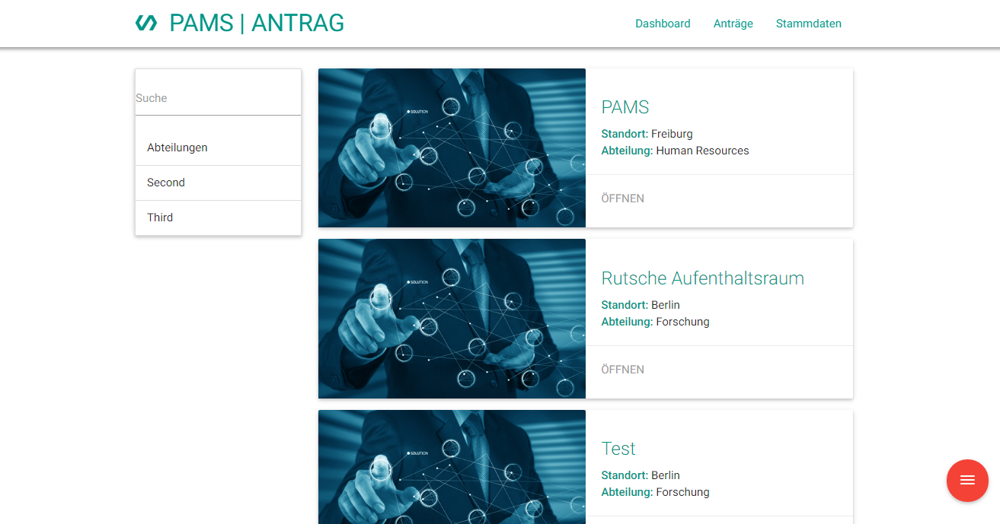 PAMS | ANTRAG
Dashboard
Anträge
Stammdaten
Suche
Abteilungen
Second
Third
SOLUTION
PAMS
Standort: Freiburg
Abteilung: Human Resources
ÖFFNEN
SOLUTION
Rutsche Aufenthaltsraum
Standort: Berlin
Abteilung: Forschung
ÖFFNEN
SOLUTION
Test
Standort: Berlin
Abteilung: Forschung